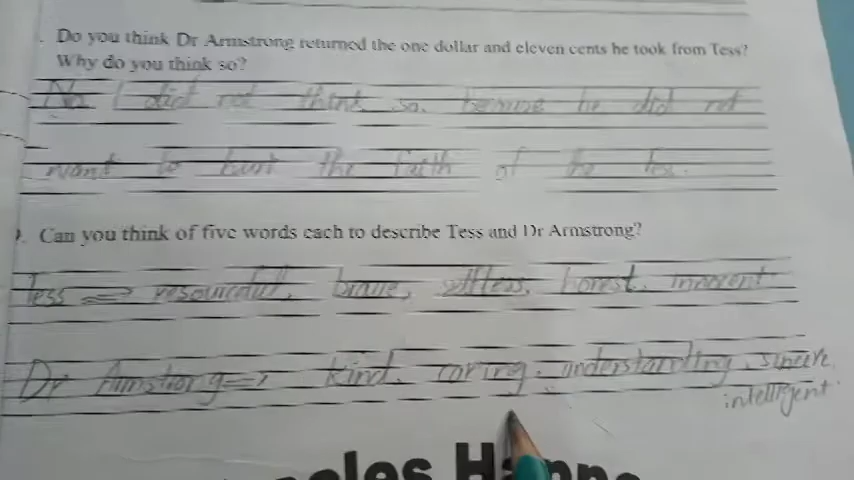 Do you think Dr Armstrong returned the one dollar and eleven cents he took from Tess?
Why do you think so?
No I did not think so. because he did not
want to hurt the faith of the Tess.
Can you think of five words each to describe Tess and Dr Armstrong?
Tess => resourceful, brave, selfless, honest, innocent
Dr Armstrong => kind, caring, understanding, sincere
intelligent